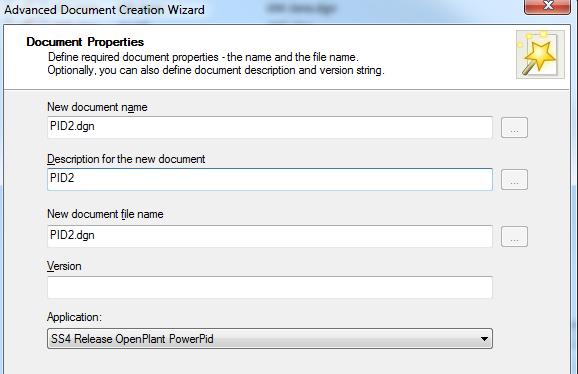 Advanced Document Creation Wizard
Document Properties
Define required document properties - the name and the file name.
Optionally, you can also define document description and version string.
New document name
PID2.dgn
...
Description for the new document
PID2
...
New document file name
PID2.dgn
...
Version
Application:
SS4 Release OpenPlant PowerPid